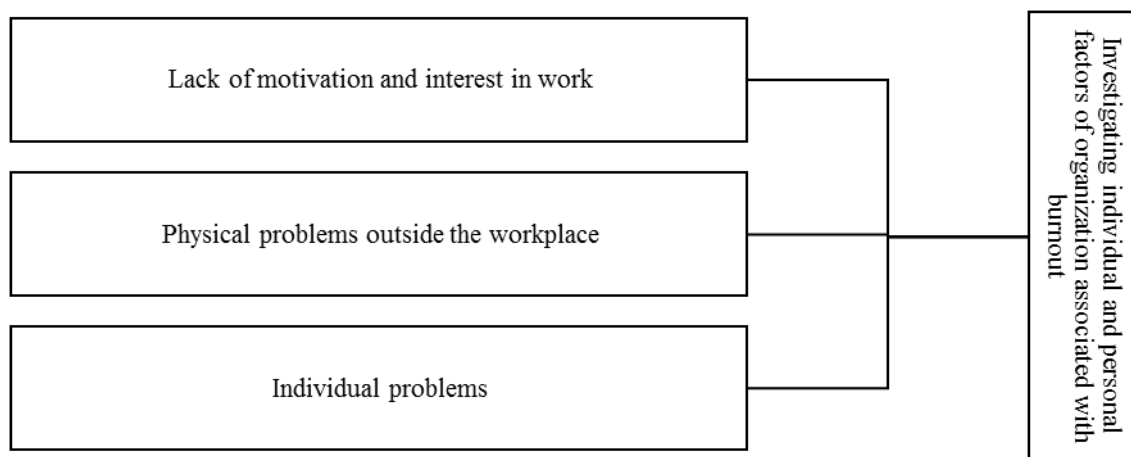 Lack of motivation and interest in work
Physical problems outside the workplace
Individual problems
Investigating individual and personal
factors of organization associated with
burnout